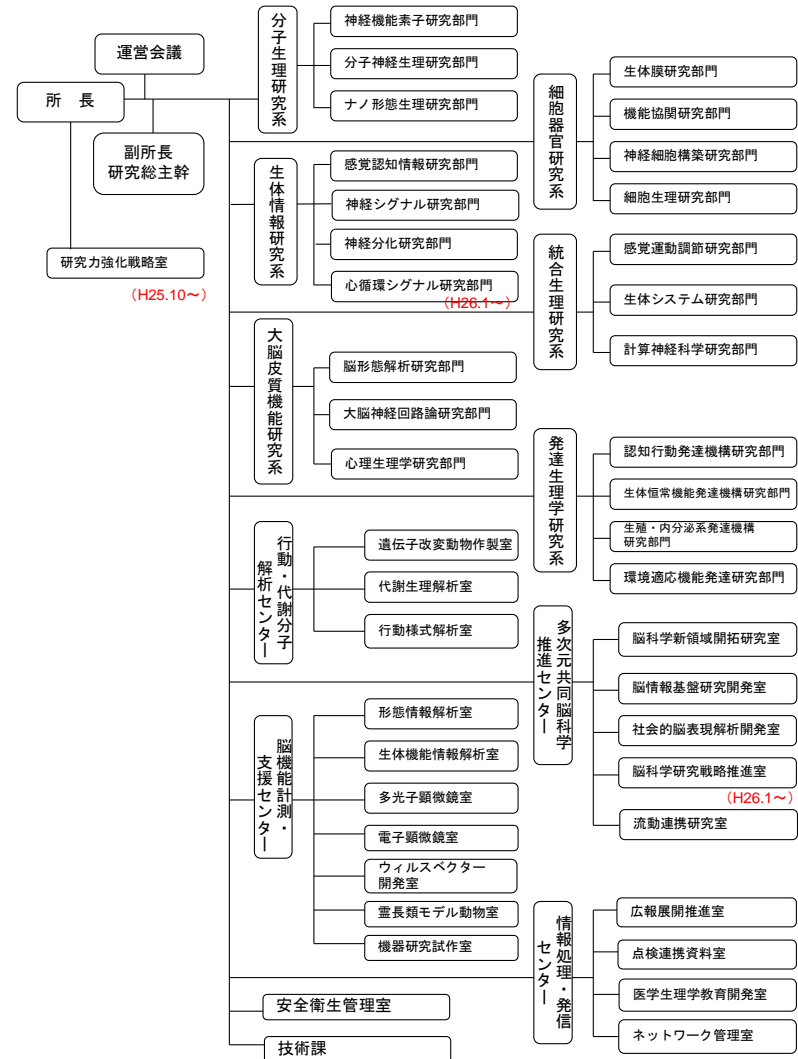 運営会議
所　長
副所長
研究総主幹
研究力強化戦略室
（H25.10～）
分子生理研究系
神経機能素子研究部門
分子神経生理研究部門
ナノ形態生理研究部門
細胞器官研究系
生体膜研究部門
機能協関研究部門
神経細胞構築研究部門
細胞生理研究部門
生体情報研究系
感覚認知情報研究部門
神経シグナル研究部門
神経分化研究部門
心循環シグナル研究部門
（H26.1～）
統合生理研究系
感覚運動調節研究部門
生体システム研究部門
計算神経科学研究部門
大脳皮質機能研究系
脳形態解析研究部門
大脳神経回路論研究部門
心理生理学研究部門
発達生理学研究系
認知行動発達機構研究部門
生体恒常機能発達機構研究部門
生殖・内分泌系発達機構
研究部門
環境適応機能発達研究部門
行動・代謝分子
解析センター
遺伝子改変動物作製室
代謝生理解析室
行動様式解析室
多次元共同脳科学
推進センター
脳科学新領域開拓研究室
脳情報基盤研究開発室
社会的脳表現解析開発室
脳科学研究戦略推進室
（H26.1～）
流動連携研究室
脳機能計測・
支援センター
形態情報解析室
生体機能情報解析室
多光子顕微鏡室
電子顕微鏡室
ウィルスベクター
開発室
霊長類モデル動物室
機器研究試作室
情報処理・発信
センター
広報展開推進室
点検連携資料室
医学生理学教育開発室
ネットワーク管理室
安全衛生管理室
技術課